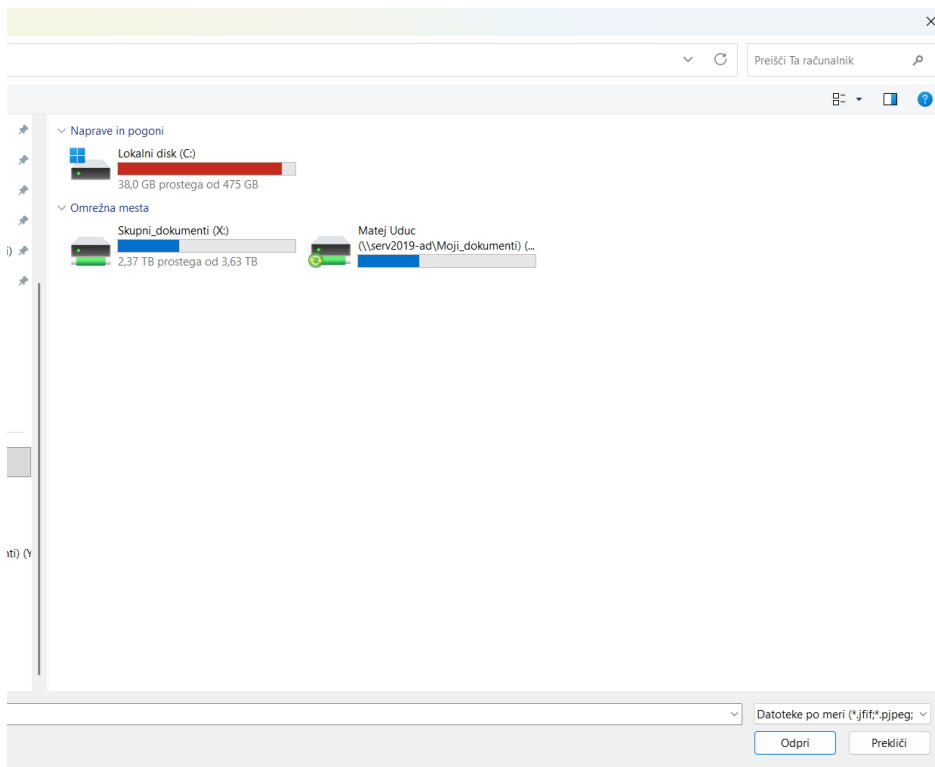 Preišči Ta računalnik
Naprave in pogoni
Lokalni disk (C:)
38,0 GB prostega od 475 GB
Omrežna mesta
Skupni_dokumenti (X:)
2,37 TB prostega od 3,63 TB
Matej Uduc
(\\serv2019-ad\Moji_dokumenti) (...
i)
nti) (Y
Datoteke po meri (*.jfif;*.pjpeg;
Odpri
Prekliči